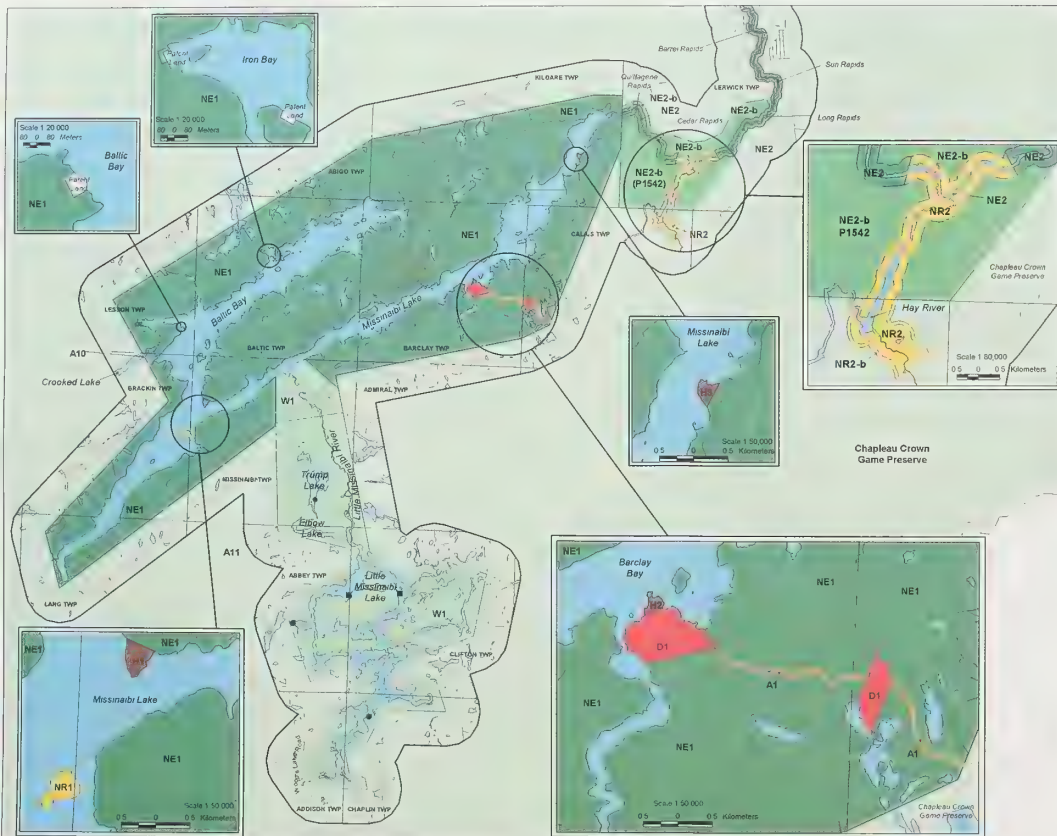 Patent
Land
Iron Bay
NE1
Patent
Land
Scale 1 20 000
80 0 80 Meters
Scale 1 20 000
80 0 80 Meters
Baltic
Bay
Patent
Land
NE1
KILDARE TWP
NE1
ABIGO TWP
NE1
NE1
CALAIS TWP
Barrel Rapids
Sun Rapids
LERWICK TWP
NE2-b
NE2
Cedar Rapids
NE2-b
Long Rapids
NE2-b
NE2
NE2-b
(P1542)
NR2
NE2-b
NE2
NE2
NE2
NR2
NE2-b
P1542
Chapleau Crown
Game Preserve
Hay River
NR2
NR2-b
Scale 1 50,000
0 5 0 0 5
Kilometers
Baltic Bay
Missinaibi Lake
A10
BALTIC TWP
BARCLAY TWP
Crooked Lake
BRACKIN TWP
ADMIRAL TWP
W1
NE1
MISSINAIBI TWP
Trump
Lake
Little Missinaibi River
Elbow
Lake
A11
LANG TWP
ABBEY TWP
Little
Missinaibi
Lake
W1
CLIFTON TWP
ADDISON TWP
CHAPLIN TWP
Missinaibi
Lake
H3
Scale 1 50,000
0 5 0 0 5
Kilometers
Chapleau Crown
Game Preserve
NE1
H1
NE1
Missinaibi Lake
NE1
NR1
Scale 1 50 000
0 5 0 0 5 Kilometers
NE1
Barclay
Bay
NE1
NE1
H2
D1
A1
D1
NE1
NE1
A1
Scale 1 50 000
0 5 0 0 5 Kilometers
Chapleau Crown
Game Preserve